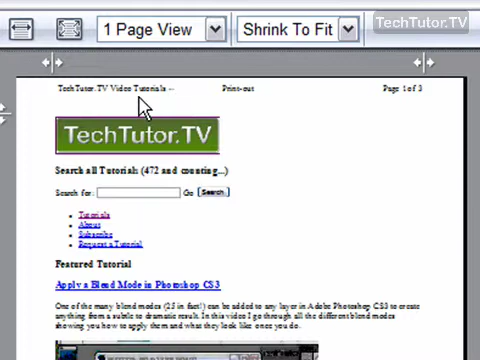 1 Page View Shrink To Fit TechTutor.TV
TechTutor.TV Video Tutorials -- Print-out Page 1 of 3
TechTutor.TV
Search all Tutorials (472 and counting...)
Search for: Go Search
Tutorials
About
Subscribe
Request a Tutorial
Featured Tutorial
Apply a Blend Mode in Photoshop CS3
One of the many blend modes (25 in fact!) can be added to any layer in Adobe Photoshop CS3 to create
anything from a subtle to dramatic result. In this video I go through all the different blend modes
showing you how to apply them and what they look like once you do.